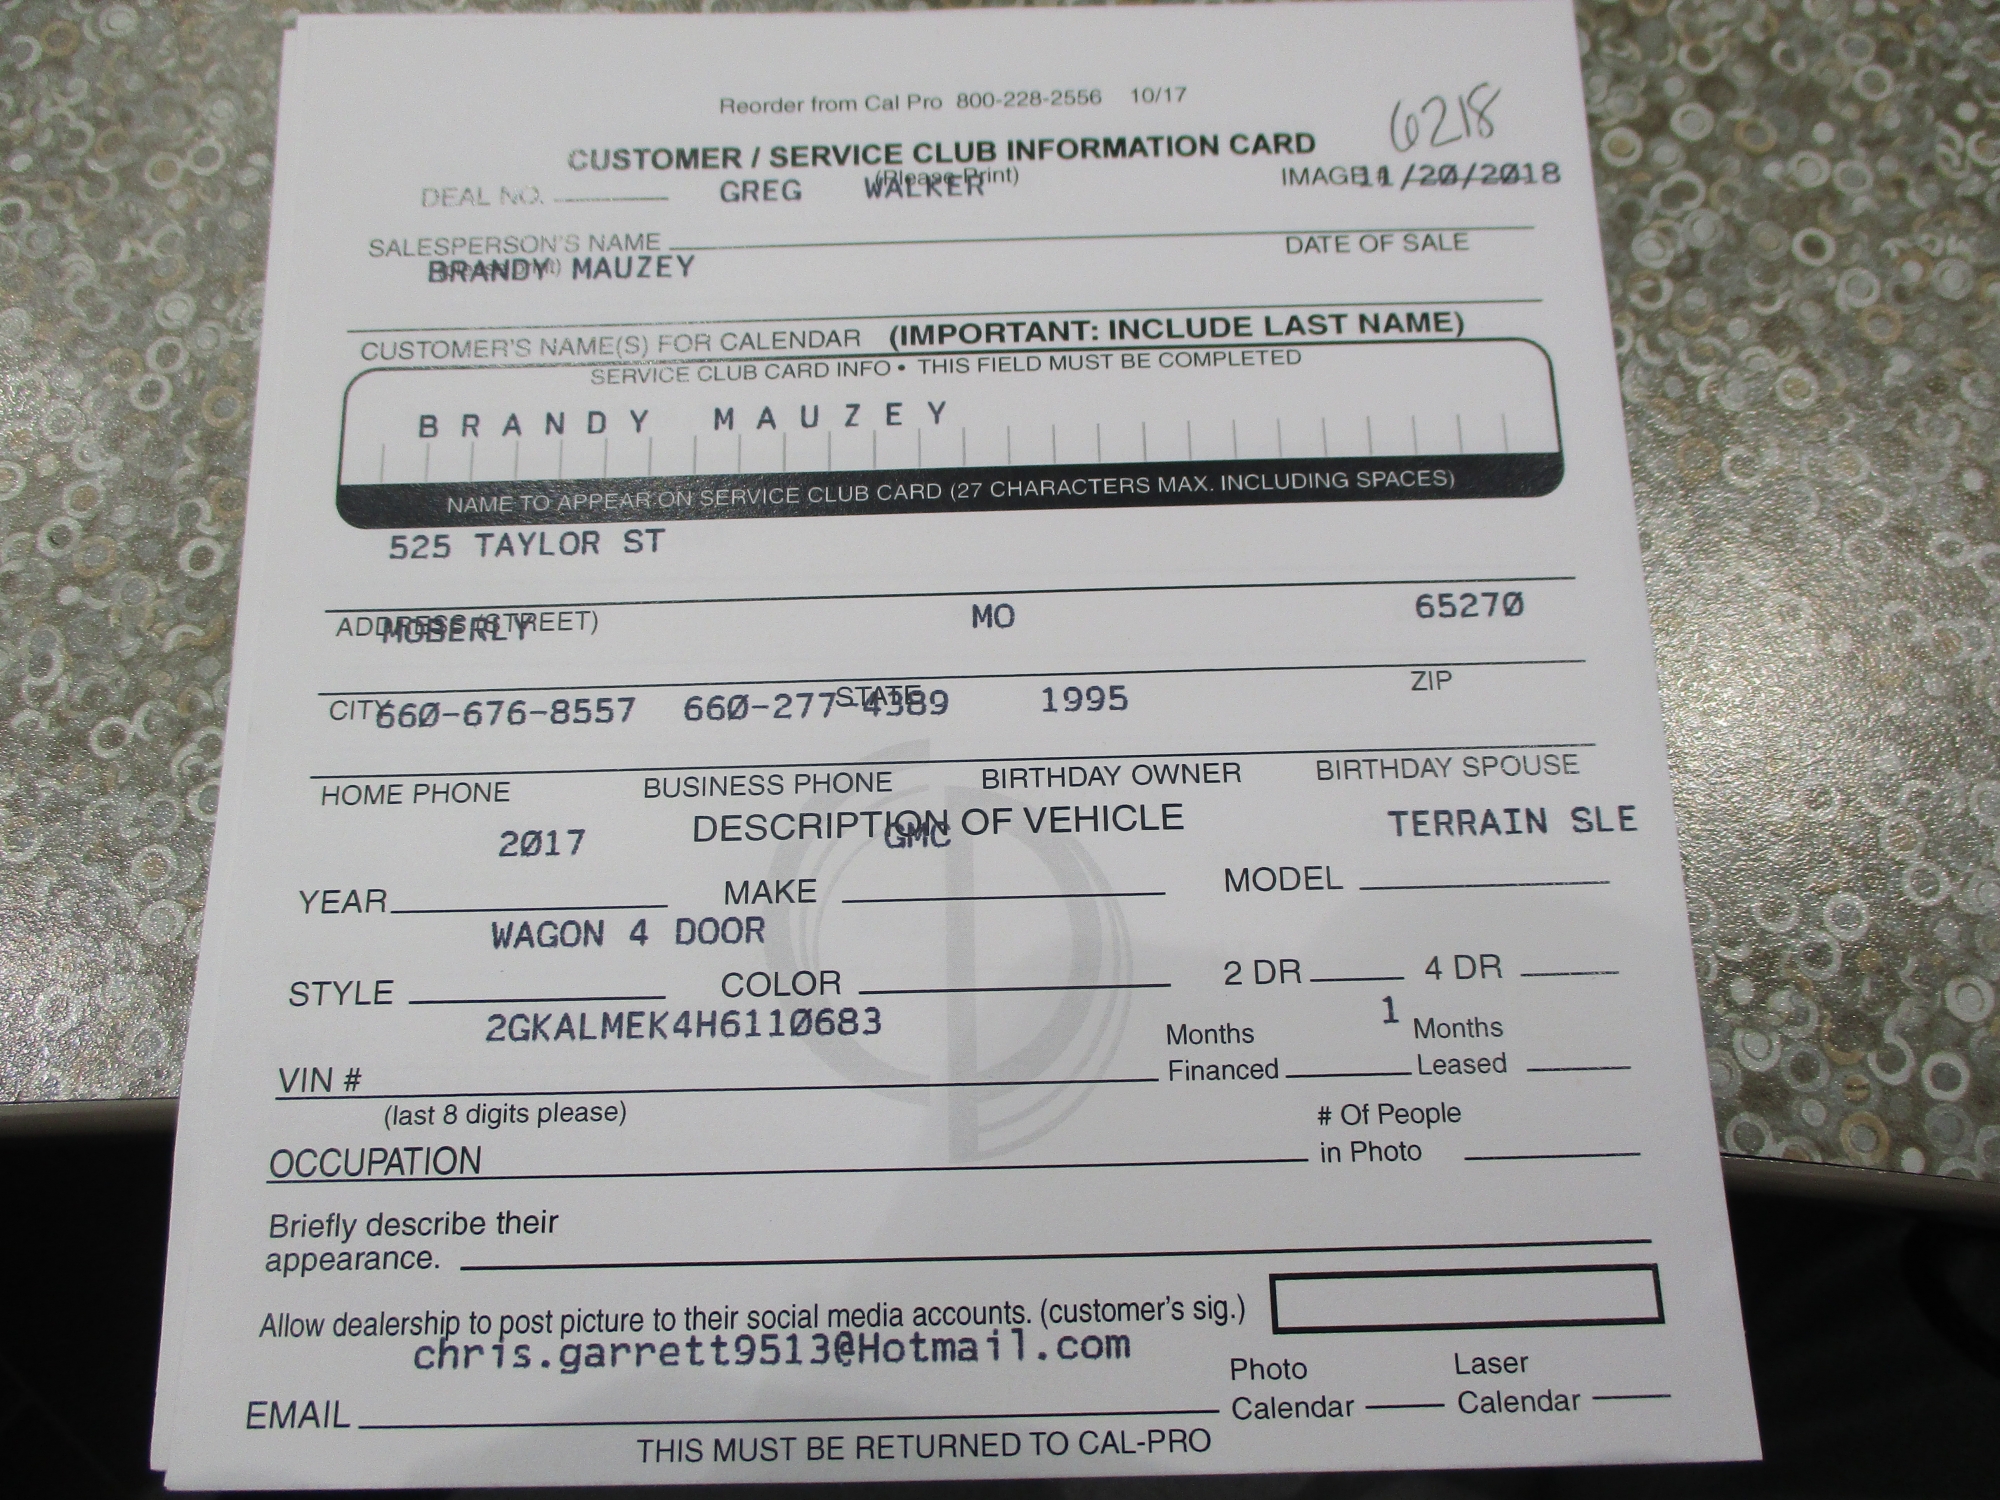 Reorder from Cal Pro 800-228-2556 10/17
6218
CUSTOMER / SERVICE CLUB INFORMATION CARD
(Please Print)
DEAL NO. GREG WALKER IMAGE # 11/20/2018
SALESPERSON'S NAME DATE OF SALE
(please print)
BRANDY MAUZEY
CUSTOMER'S NAME(S) FOR CALENDAR (IMPORTANT: INCLUDE LAST NAME)
SERVICE CLUB CARD INFO • THIS FIELD MUST BE COMPLETED
BRANDY MAUZEY
NAME TO APPEAR ON SERVICE CLUB CARD (27 CHARACTERS MAX. INCLUDING SPACES)
525 TAYLOR ST
ADDRESS (STREET)
MOBERLY MO 65270
CITY STATE ZIP
660-676-8557 660-277-4389 1995
HOME PHONE BUSINESS PHONE BIRTHDAY OWNER BIRTHDAY SPOUSE
DESCRIPTION OF VEHICLE
2017 GMC TERRAIN SLE
YEAR MAKE MODEL
WAGON 4 DOOR
STYLE COLOR 2 DR 4 DR
2GKALMEK4H6110683 1
VIN # Months Financed Months Leased
(last 8 digits please)
OCCUPATION # Of People in Photo
Briefly describe their
appearance.
Allow dealership to post picture to their social media accounts. (customer's sig.)
chris.garrett9513@Hotmail.com
EMAIL Photo Calendar Laser Calendar
THIS MUST BE RETURNED TO CAL-PRO